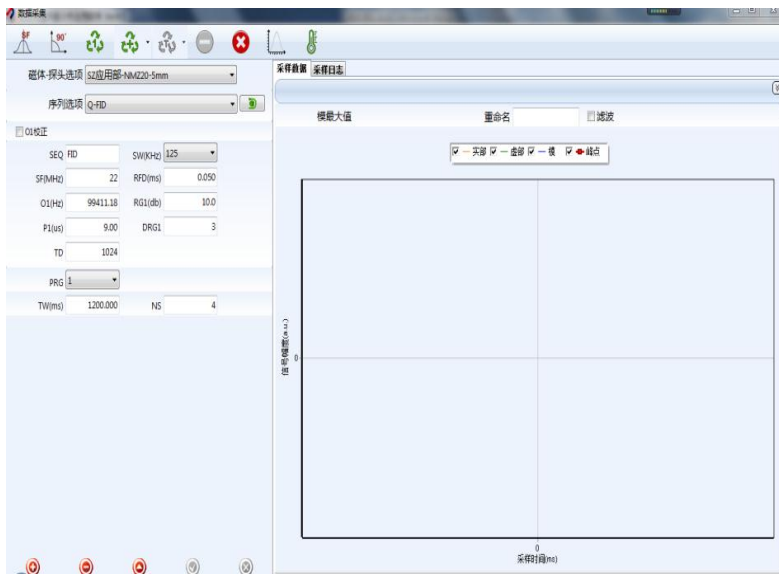 数据采集
SF 90°
磁体-探头选项 SZ应用部-NM220-5mm
序列选项 Q-FID
O1校正
SEQ FID SW(KHz) 125
SF(MHz) 22 RFD(ms) 0.050
O1(Hz) 99411.18 RG1(db) 10.0
P1(us) 9.00 DRG1 3
TD 1024
PRG 1
TW(ms) 1200.000 NS 4
采样数据 采样日志
模最大值 重命名 滤波
实部 虚部 模 峰点
信号幅度(a.u.)
0
0
采样时间(ms)